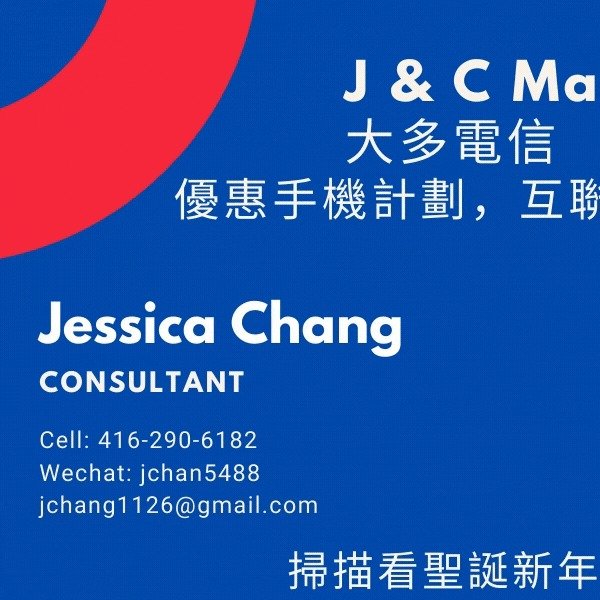 J & C Ma
大多電信
優惠手機計劃，互聯
Jessica Chang
CONSULTANT
Cell: 416-290-6182
Wechat: jchan5488
jchang1126@gmail.com
掃描看聖誕新年